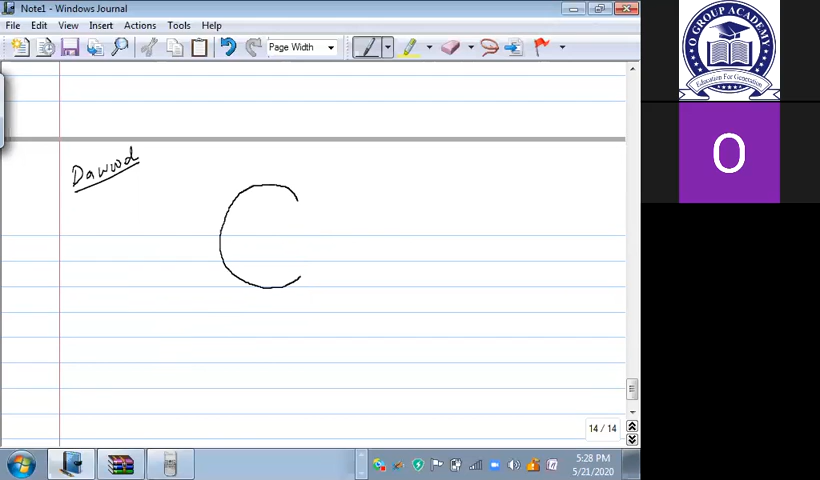 Note1 - Windows Journal
File Edit View Insert Actions Tools Help
Page Width
Dawood
C
14 / 14
5:28 PM
5/21/2020
O GROUP ACADEMY
Education For Generation
O